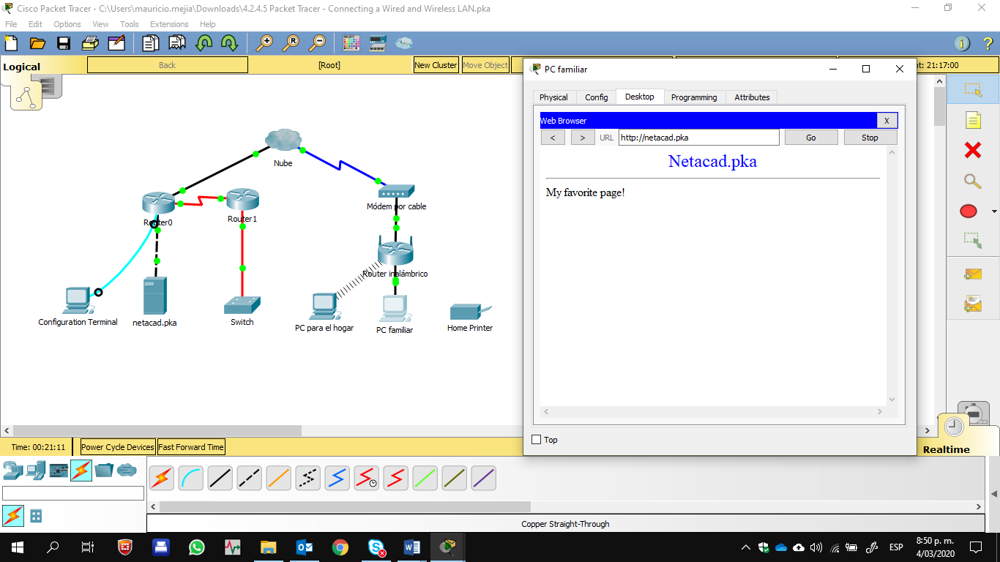 Cisco Packet Tracer - C:\Users\mauricio.mejia\Downloads\4.2.4.5 Packet Tracer - Connecting a Wired and Wireless LAN.pka
File Edit Options View Tools Extensions Help
Logical
Back
[Root]
New Cluster
Move Object
21:17:00
PC familiar
Physical Config Desktop Programming Attributes
Web Browser
X
< > URL http://netacad.pka Go Stop
Netacad.pka
My favorite page!
Top
Nube
Módem por cable
Router0
Router1
Router inalámbrico
Configuration Terminal
netacad.pka
Switch
PC para el hogar
PC familiar
Home Printer
Time: 00:21:11
Power Cycle Devices
Fast Forward Time
Realtime
Copper Straight-Through
ESP
8:50 p. m.
4/03/2020